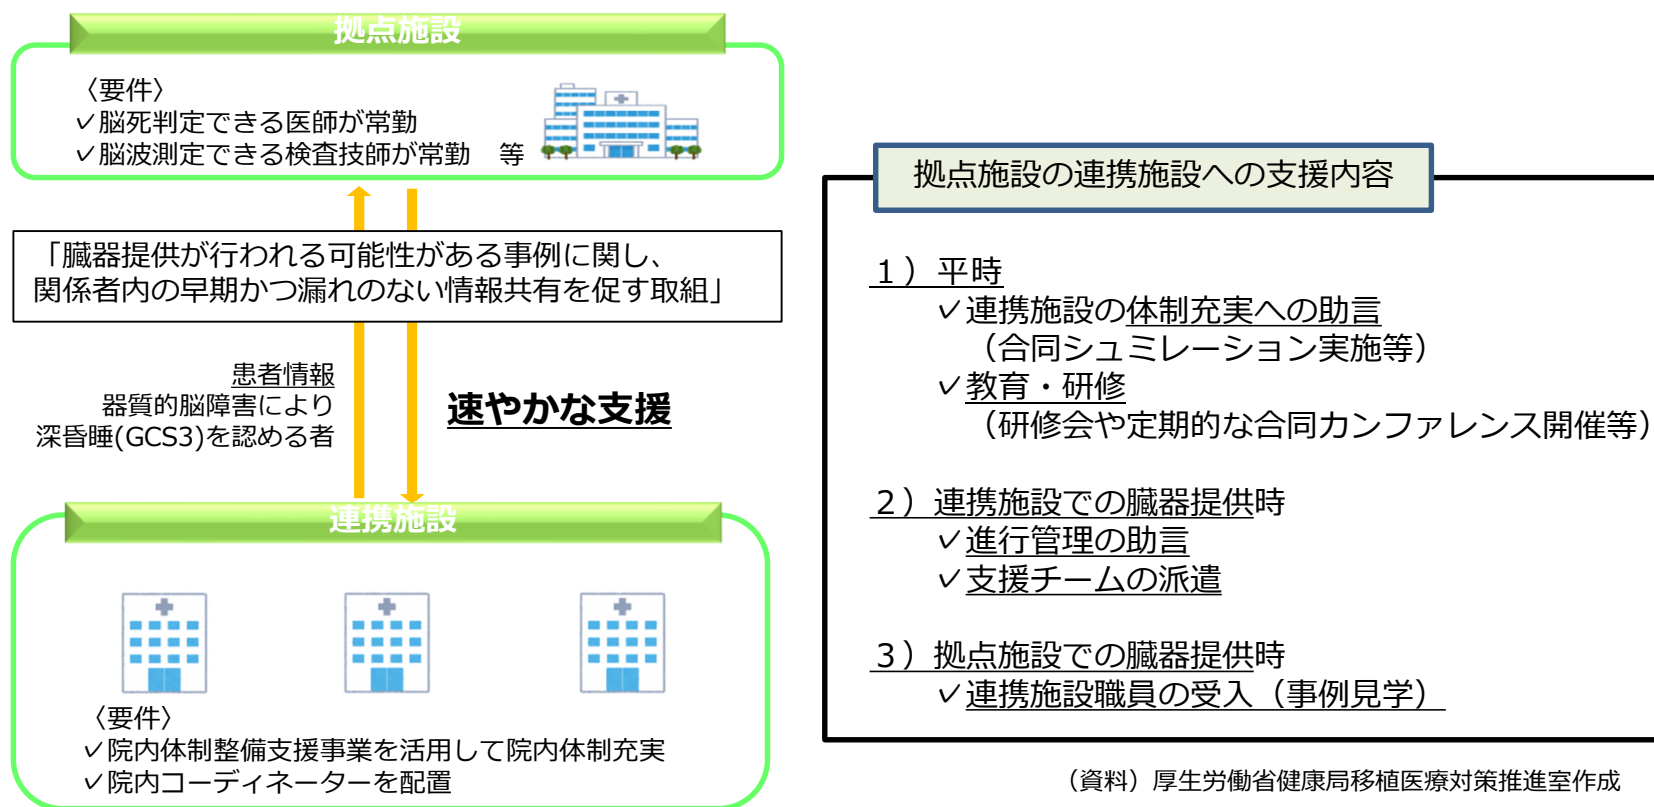 拠点施設
〈要件〉
✓脳死判定できる医師が常勤
✓脳波測定できる検査技師が常勤　等
「臓器提供が行われる可能性がある事例に関し、
関係者内の早期かつ漏れのない情報共有を促す取組」
患者情報
器質的脳障害により
深昏睡(GCS3)を認める者
速やかな支援
連携施設
〈要件〉
✓院内体制整備支援事業を活用して院内体制充実
✓院内コーディネーターを配置
拠点施設の連携施設への支援内容
１）平時
✓連携施設の体制充実への助言
（合同シュミレーション実施等）
✓教育・研修
（研修会や定期的な合同カンファレンス開催等）
２）連携施設での臓器提供時
✓進行管理の助言
✓支援チームの派遣
３）拠点施設での臓器提供時
✓連携施設職員の受入（事例見学）
（資料）厚生労働省健康局移植医療対策推進室作成